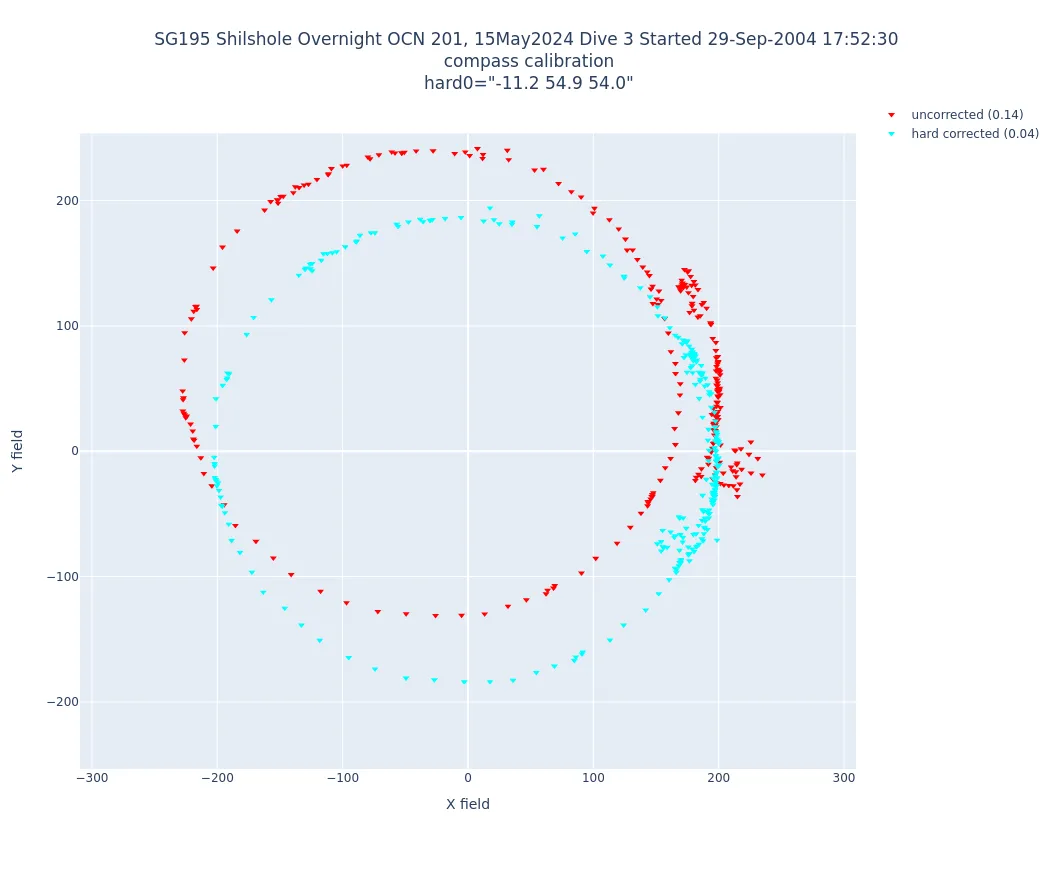 SG195 Shilshole Overnight OCN 201, 15May2024 Dive 3 Started 29-Sep-2004 17:52:30
compass calibration
hard0="-11.2 54.9 54.0"
uncorrected (0.14)
hard corrected (0.04)
200
100
0
−100
−200
Y field
−300
−200
−100
0
100
200
300
X field